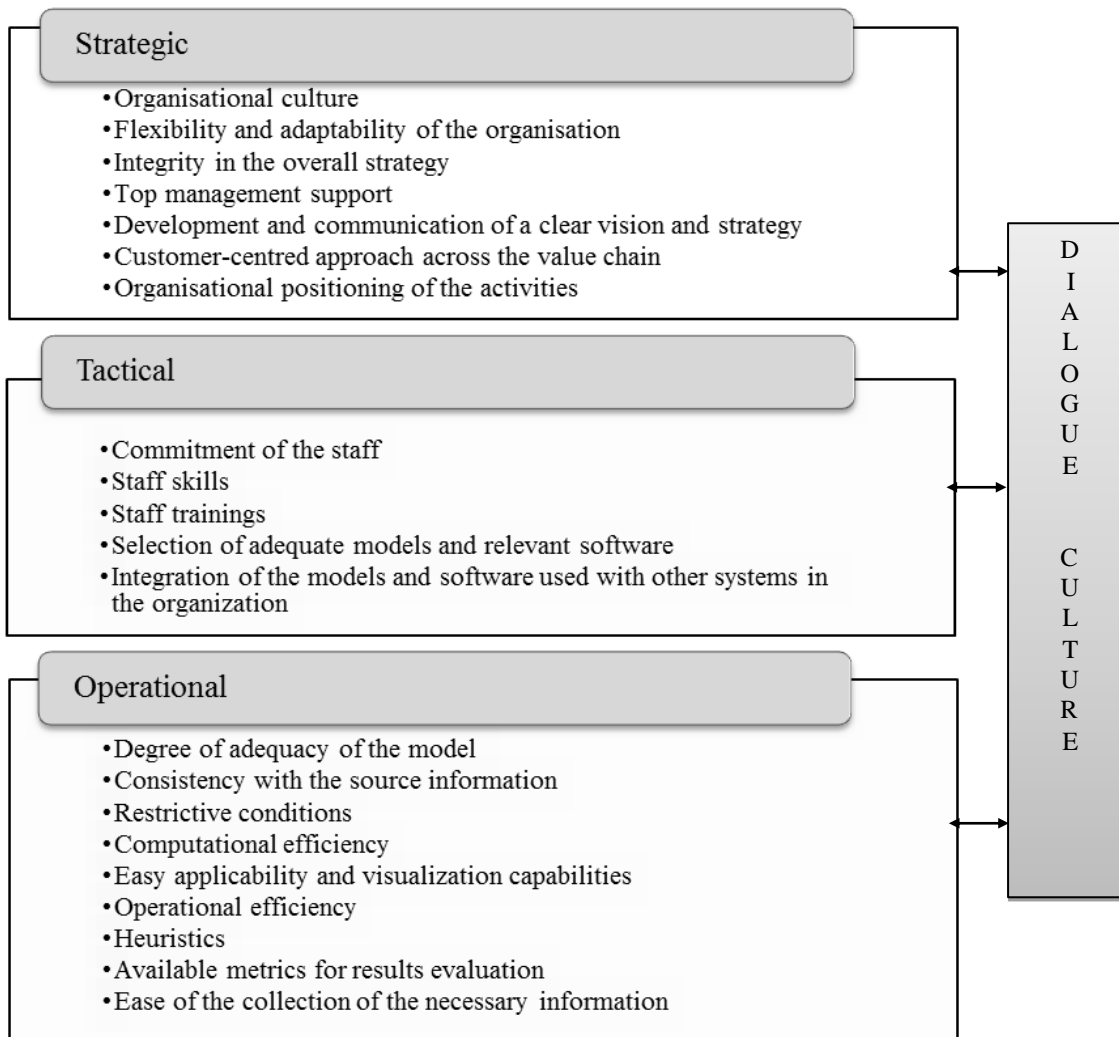 Strategic
•Organisational culture
•Flexibility and adaptability of the organisation
•Integrity in the overall strategy
•Top management support
•Development and communication of a clear vision and strategy
•Customer-centred approach across the value chain
•Organisational positioning of the activities
Tactical
•Commitment of the staff
•Staff skills
•Staff trainings
•Selection of adequate models and relevant software
•Integration of the models and software used with other systems in
the organization
Operational
•Degree of adequacy of the model
•Consistency with the source information
•Restrictive conditions
•Computational efficiency
•Easy applicability and visualization capabilities
•Operational efficiency
•Heuristics
•Available metrics for results evaluation
•Ease of the collection of the necessary information
D
I
A
L
O
G
U
E
C
U
L
T
U
R
E